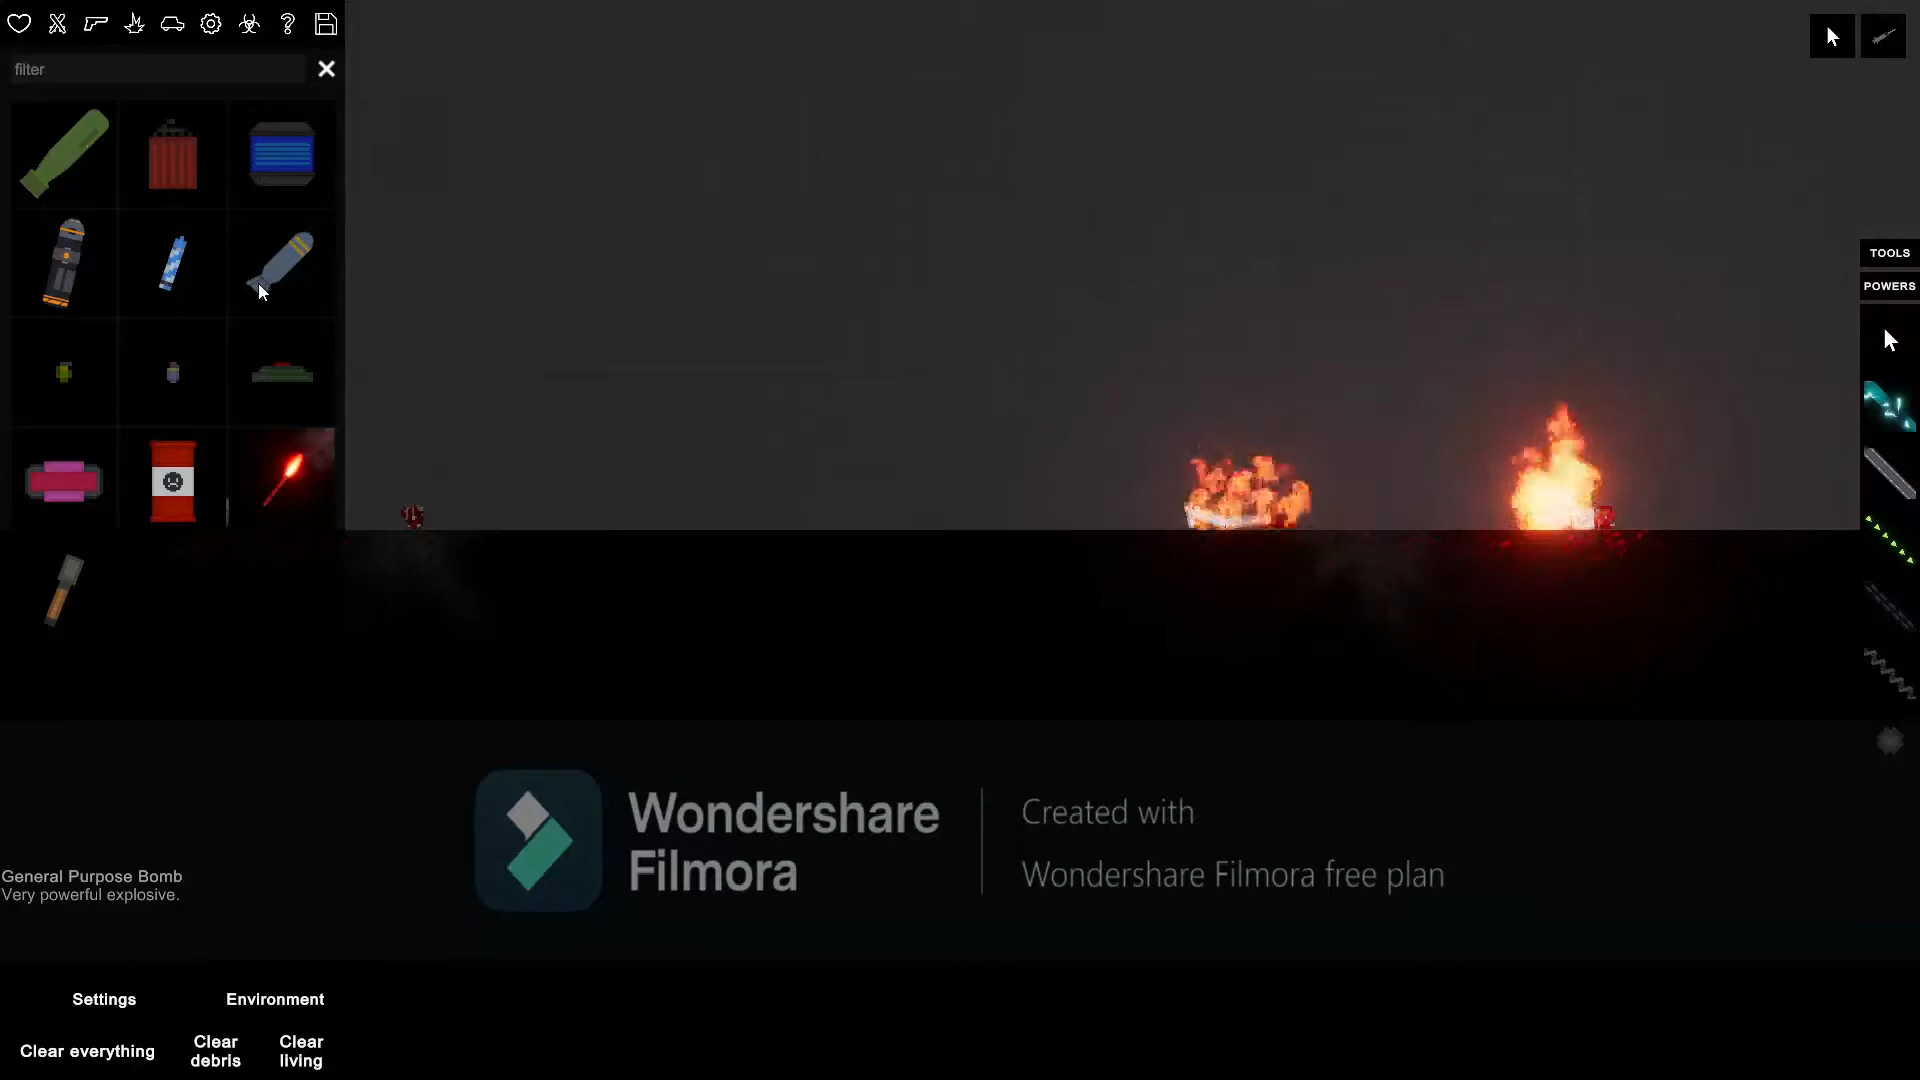 filter
TOOLS
POWERS
Wondershare
Filmora
Created with
Wondershare Filmora free plan
General Purpose Bomb
Very powerful explosive.
Settings
Environment
Clear everything
Clear
debris
Clear
living